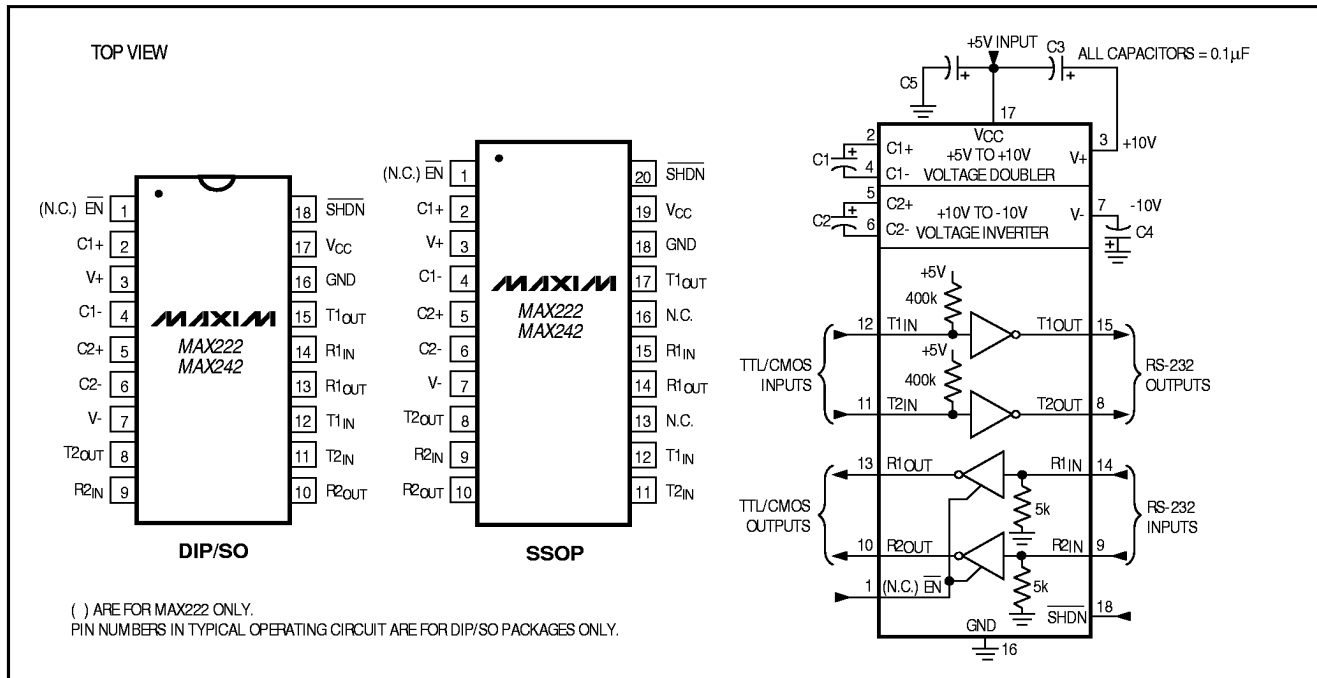 TOP VIEW
(N.C.) EN 1
C1+ 2
V+ 3
C1- 4
C2+ 5
C2- 6
V- 7
T2OUT 8
R2IN 9
18 SHDN
17 VCC
16 GND
15 T1OUT
14 R1IN
13 R1OUT
12 T1IN
11 T2IN
10 R2OUT
MAXIM
MAX222
MAX242
DIP/SO
(N.C.) EN 1
C1+ 2
V+ 3
C1- 4
C2+ 5
C2- 6
V- 7
T2OUT 8
R2IN 9
R2OUT 10
20 SHDN
19 VCC
18 GND
17 T1OUT
16 N.C.
15 R1IN
14 R1OUT
13 N.C.
12 T1IN
11 T2IN
MAXIM
MAX222
MAX242
SSOP
( ) ARE FOR MAX222 ONLY.
PIN NUMBERS IN TYPICAL OPERATING CIRCUIT ARE FOR DIP/SO PACKAGES ONLY.
+5V INPUT
C3
ALL CAPACITORS = 0.1µF
C5
+
+
17
VCC
2
C1+
+5V TO +10V
VOLTAGE DOUBLER
V+
3
+10V
C1
+
4
C1-
5
C2+
+10V TO -10V
VOLTAGE INVERTER
V-
7
-10V
C2
+
6
C2-
C4
+
+5V
400k
12
T1IN
T1OUT
15
+5V
TTL/CMOS
INPUTS
400k
RS-232
OUTPUTS
11
T2IN
T2OUT
8
13
R1OUT
R1IN
14
TTL/CMOS
OUTPUTS
5k
RS-232
INPUTS
10
R2OUT
R2IN
9
1
(N.C.) EN
5k
SHDN
18
GND
16